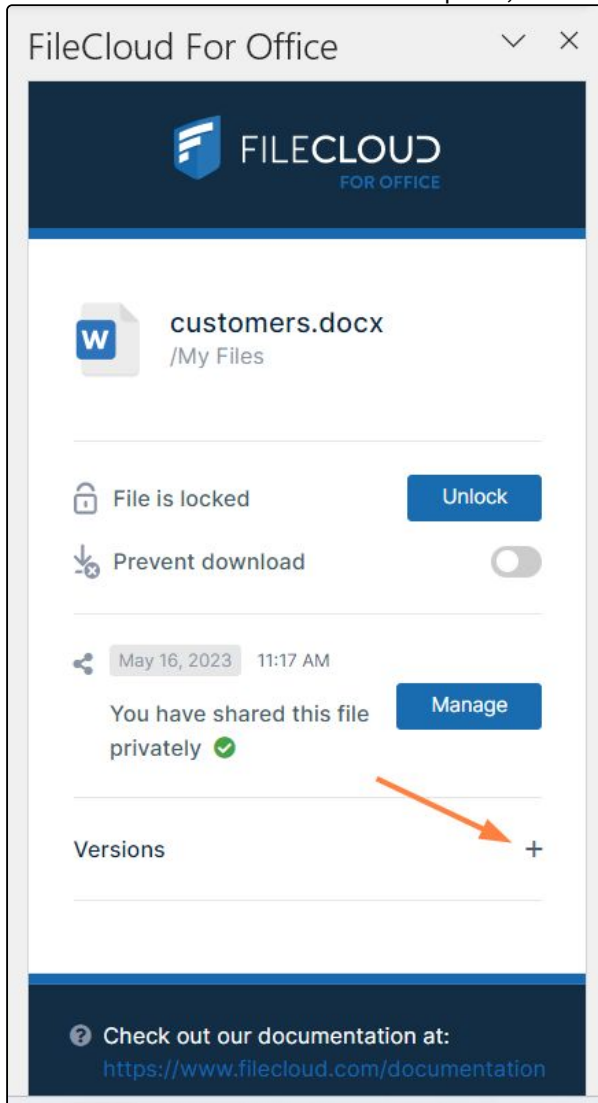 FileCloud For Office
FILECLOUD
FOR OFFICE
W
customers.docx
/My Files
File is locked
Unlock
Prevent download
May 16, 2023 11:17 AM
You have shared this file
privately
Manage
Versions
+
? Check out our documentation at:
https://www.filecloud.com/documentation